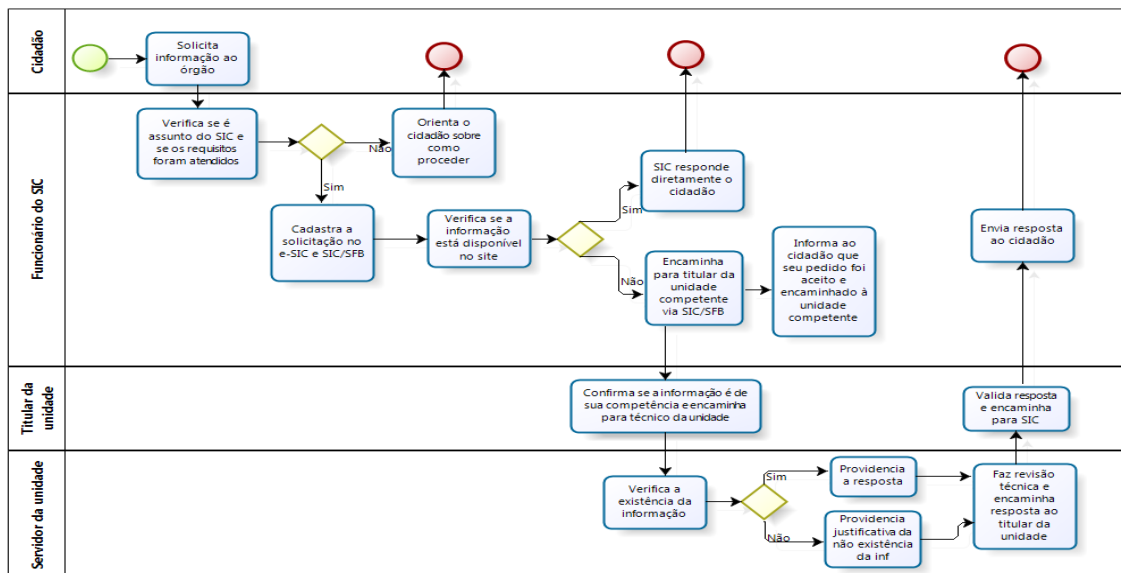 Cidadão
Solicita
informação ao
órgão
Funcionário do SIC
Verifica se é
assunto do SIC e
se os requisitos
foram atendidos
Não
Orienta o
cidadão sobre
como
proceder
Sim
Cadastra a
solicitação no
e-SIC e SIC/SFB
Verifica se a
informação
está disponível
no site
Sim
SIC responde
diretamente o
cidadão
Não
Encaminha
para titular da
unidade
competente
via SIC/SFB
Informa ao
cidadão que
seu pedido foi
aceito e
encaminhado à
unidade
competente
Envia resposta
ao cidadão
Titular da
unidade
Confirma se a informação é de
sua competência e encaminha
para técnico da unidade
Valida resposta
e encaminha
para SIC
Servidor da unidade
Verifica a
existência da
informação
Sim
Providencia
a resposta
Não
Providencia
justificativa da
não existência
da inf
Faz revisão
técnica e
encaminha
resposta ao
titular da
unidade